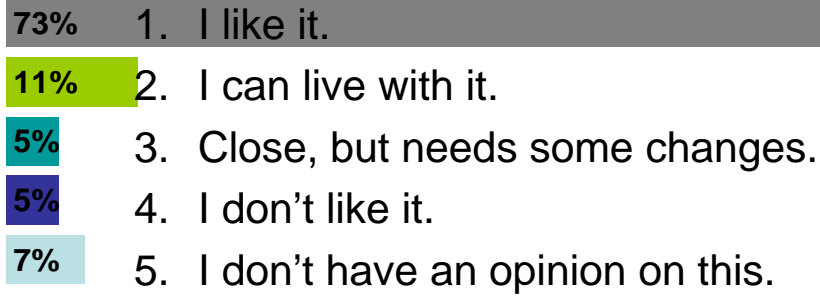 73% 1. I like it.
11% 2. I can live with it.
5% 3. Close, but needs some changes.
5% 4. I don't like it.
7% 5. I don't have an opinion on this.